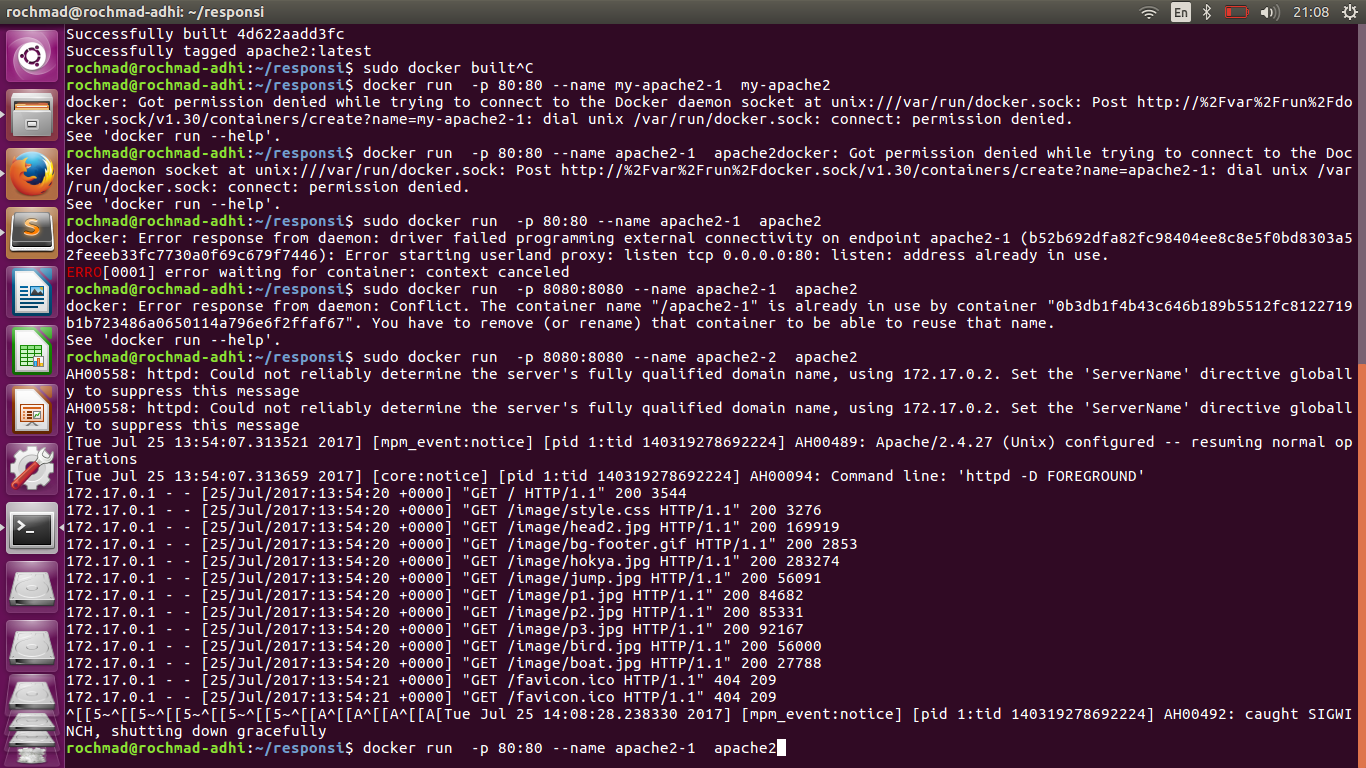 rochmad@rochmad-adhi: ~/responsi
En
21:08
Successfully built 4d622aadd3fc
Successfully tagged apache2:latest
rochmad@rochmad-adhi:~/responsi$ sudo docker built^C
rochmad@rochmad-adhi:~/responsi$ docker run  -p 80:80 --name my-apache2-1  my-apache2
docker: Got permission denied while trying to connect to the Docker daemon socket at unix:///var/run/docker.sock: Post http://%2Fvar%2Frun%2Fdo
cker.sock/v1.30/containers/create?name=my-apache2-1: dial unix /var/run/docker.sock: connect: permission denied.
See 'docker run --help'.
rochmad@rochmad-adhi:~/responsi$ docker run  -p 80:80 --name apache2-1  apache2docker: Got permission denied while trying to connect to the Doc
ker daemon socket at unix:///var/run/docker.sock: Post http://%2Fvar%2Frun%2Fdocker.sock/v1.30/containers/create?name=apache2-1: dial unix /var
/run/docker.sock: connect: permission denied.
See 'docker run --help'.
rochmad@rochmad-adhi:~/responsi$ sudo docker run  -p 80:80 --name apache2-1  apache2
docker: Error response from daemon: driver failed programming external connectivity on endpoint apache2-1 (b52b692dfa82fc98404ee8c8e5f0bd8303a5
2feeeb33fc7730a0f69c679f7446): Error starting userland proxy: listen tcp 0.0.0.0:80: listen: address already in use.
ERRO[0001] error waiting for container: context canceled
rochmad@rochmad-adhi:~/responsi$ sudo docker run  -p 8080:8080 --name apache2-1  apache2
docker: Error response from daemon: Conflict. The container name "/apache2-1" is already in use by container "0b3db1f4b43c646b189b5512fc8122719
b1b723486a0650114a796e6f2ffaf67". You have to remove (or rename) that container to be able to reuse that name.
See 'docker run --help'.
rochmad@rochmad-adhi:~/responsi$ sudo docker run  -p 8080:8080 --name apache2-2  apache2
AH00558: httpd: Could not reliably determine the server's fully qualified domain name, using 172.17.0.2. Set the 'ServerName' directive globall
y to suppress this message
AH00558: httpd: Could not reliably determine the server's fully qualified domain name, using 172.17.0.2. Set the 'ServerName' directive globall
y to suppress this message
[Tue Jul 25 13:54:07.313521 2017] [mpm_event:notice] [pid 1:tid 140319278692224] AH00489: Apache/2.4.27 (Unix) configured -- resuming normal op
erations
[Tue Jul 25 13:54:07.313659 2017] [core:notice] [pid 1:tid 140319278692224] AH00094: Command line: 'httpd -D FOREGROUND'
172.17.0.1 - - [25/Jul/2017:13:54:20 +0000] "GET / HTTP/1.1" 200 3544
172.17.0.1 - - [25/Jul/2017:13:54:20 +0000] "GET /image/style.css HTTP/1.1" 200 3276
172.17.0.1 - - [25/Jul/2017:13:54:20 +0000] "GET /image/head2.jpg HTTP/1.1" 200 169919
172.17.0.1 - - [25/Jul/2017:13:54:20 +0000] "GET /image/bg-footer.gif HTTP/1.1" 200 2853
172.17.0.1 - - [25/Jul/2017:13:54:20 +0000] "GET /image/hokya.jpg HTTP/1.1" 200 283274
172.17.0.1 - - [25/Jul/2017:13:54:20 +0000] "GET /image/jump.jpg HTTP/1.1" 200 56091
172.17.0.1 - - [25/Jul/2017:13:54:20 +0000] "GET /image/p1.jpg HTTP/1.1" 200 84682
172.17.0.1 - - [25/Jul/2017:13:54:20 +0000] "GET /image/p2.jpg HTTP/1.1" 200 85331
172.17.0.1 - - [25/Jul/2017:13:54:20 +0000] "GET /image/p3.jpg HTTP/1.1" 200 92167
172.17.0.1 - - [25/Jul/2017:13:54:20 +0000] "GET /image/bird.jpg HTTP/1.1" 200 56000
172.17.0.1 - - [25/Jul/2017:13:54:20 +0000] "GET /image/boat.jpg HTTP/1.1" 200 27788
172.17.0.1 - - [25/Jul/2017:13:54:21 +0000] "GET /favicon.ico HTTP/1.1" 404 209
172.17.0.1 - - [25/Jul/2017:13:54:21 +0000] "GET /favicon.ico HTTP/1.1" 404 209
^[[5~^[[5~^[[5~^[[5~^[[5~^[[A^[[A^[[A^[[A[Tue Jul 25 14:08:28.238330 2017] [mpm_event:notice] [pid 1:tid 140319278692224] AH00492: caught SIGWI
NCH, shutting down gracefully
rochmad@rochmad-adhi:~/responsi$ docker run  -p 80:80 --name apache2-1  apache2